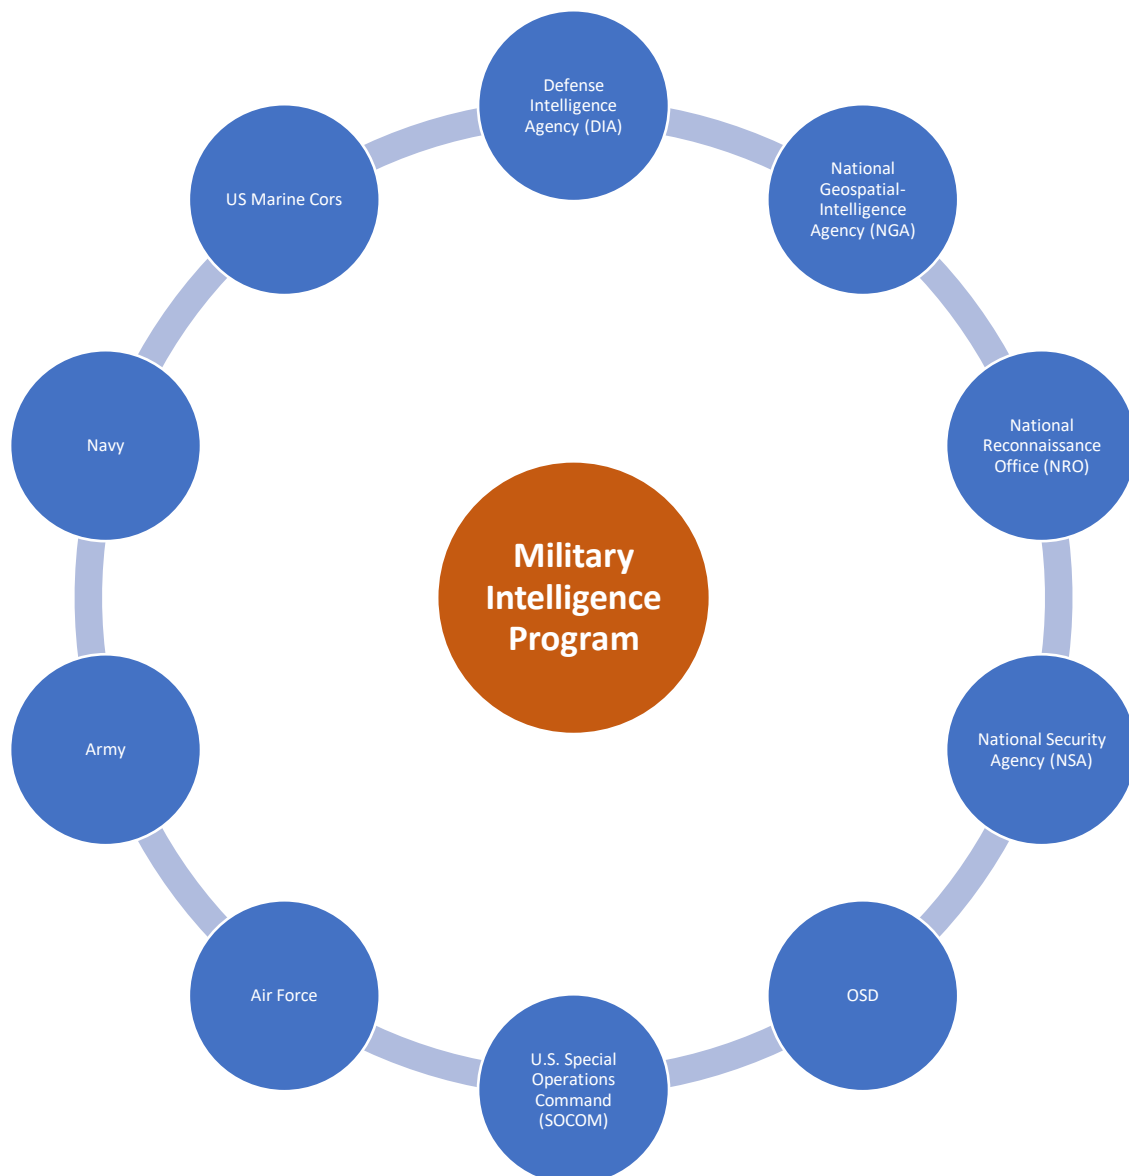 Defense
Intelligence
Agency (DIA)
National
Geospatial-
Intelligence
Agency (NGA)
National
Reconnaissance
Office (NRO)
National Security
Agency (NSA)
OSD
U.S. Special
Operations
Command
(SOCOM)
Air Force
Army
Navy
US Marine Cors
Military
Intelligence
Program